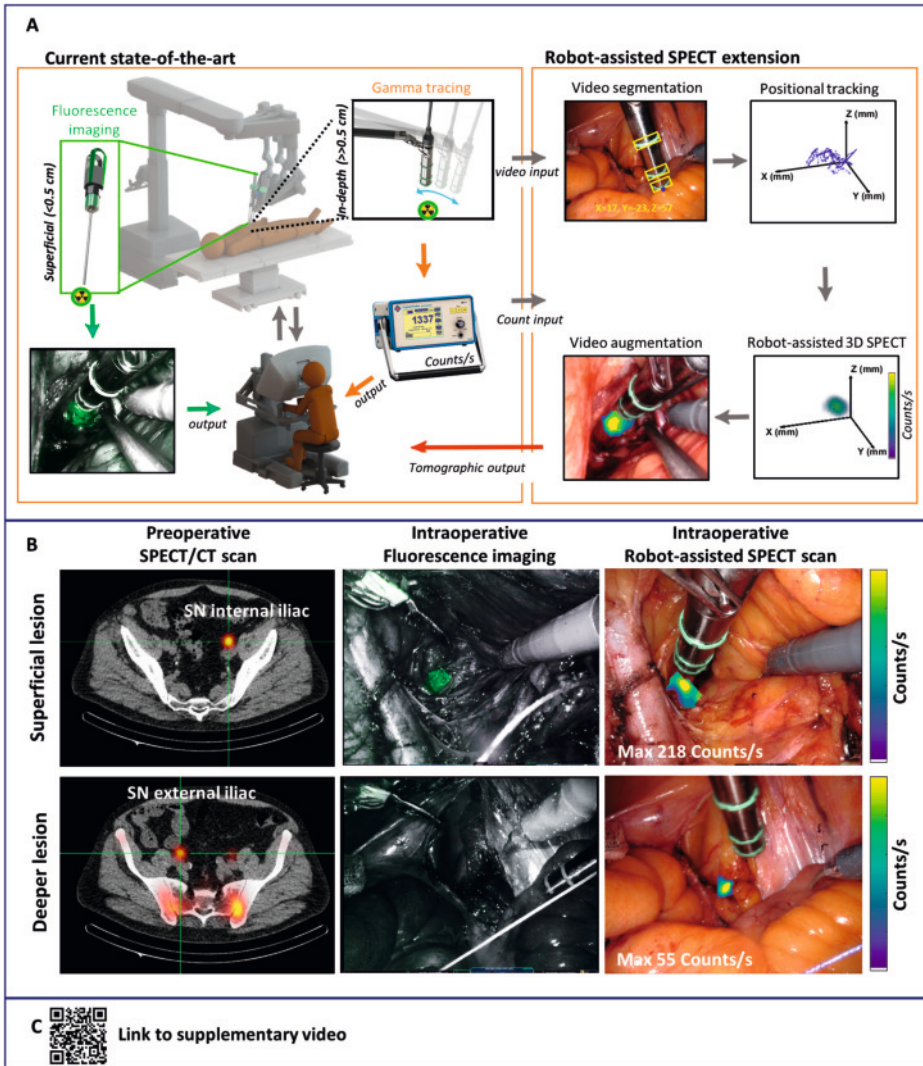 A
Current state-of-the-art
Robot-assisted SPECT extension
Fluorescence
imaging
Superficial (<0.5 cm)
Gamma tracing
In-depth (>>0.5 cm)
video input
Video segmentation
X=17, Y=-23, Z=57
Positional tracking
Z (mm)
X (mm)
Y (mm)
1337
Counts/s
Count input
output
output
Tomographic output
Video augmentation
Robot-assisted 3D SPECT
Z (mm)
X (mm)
Y (mm
Counts/s
B
Preoperative
SPECT/CT scan
Intraoperative
Fluorescence imaging
Intraoperative
Robot-assisted SPECT scan
Superficial lesion
SN internal iliac
Max 218 Counts/s
Counts/s
Deeper lesion
SN external iliac
Max 55 Counts/s
Counts/s
C
Link to supplementary video